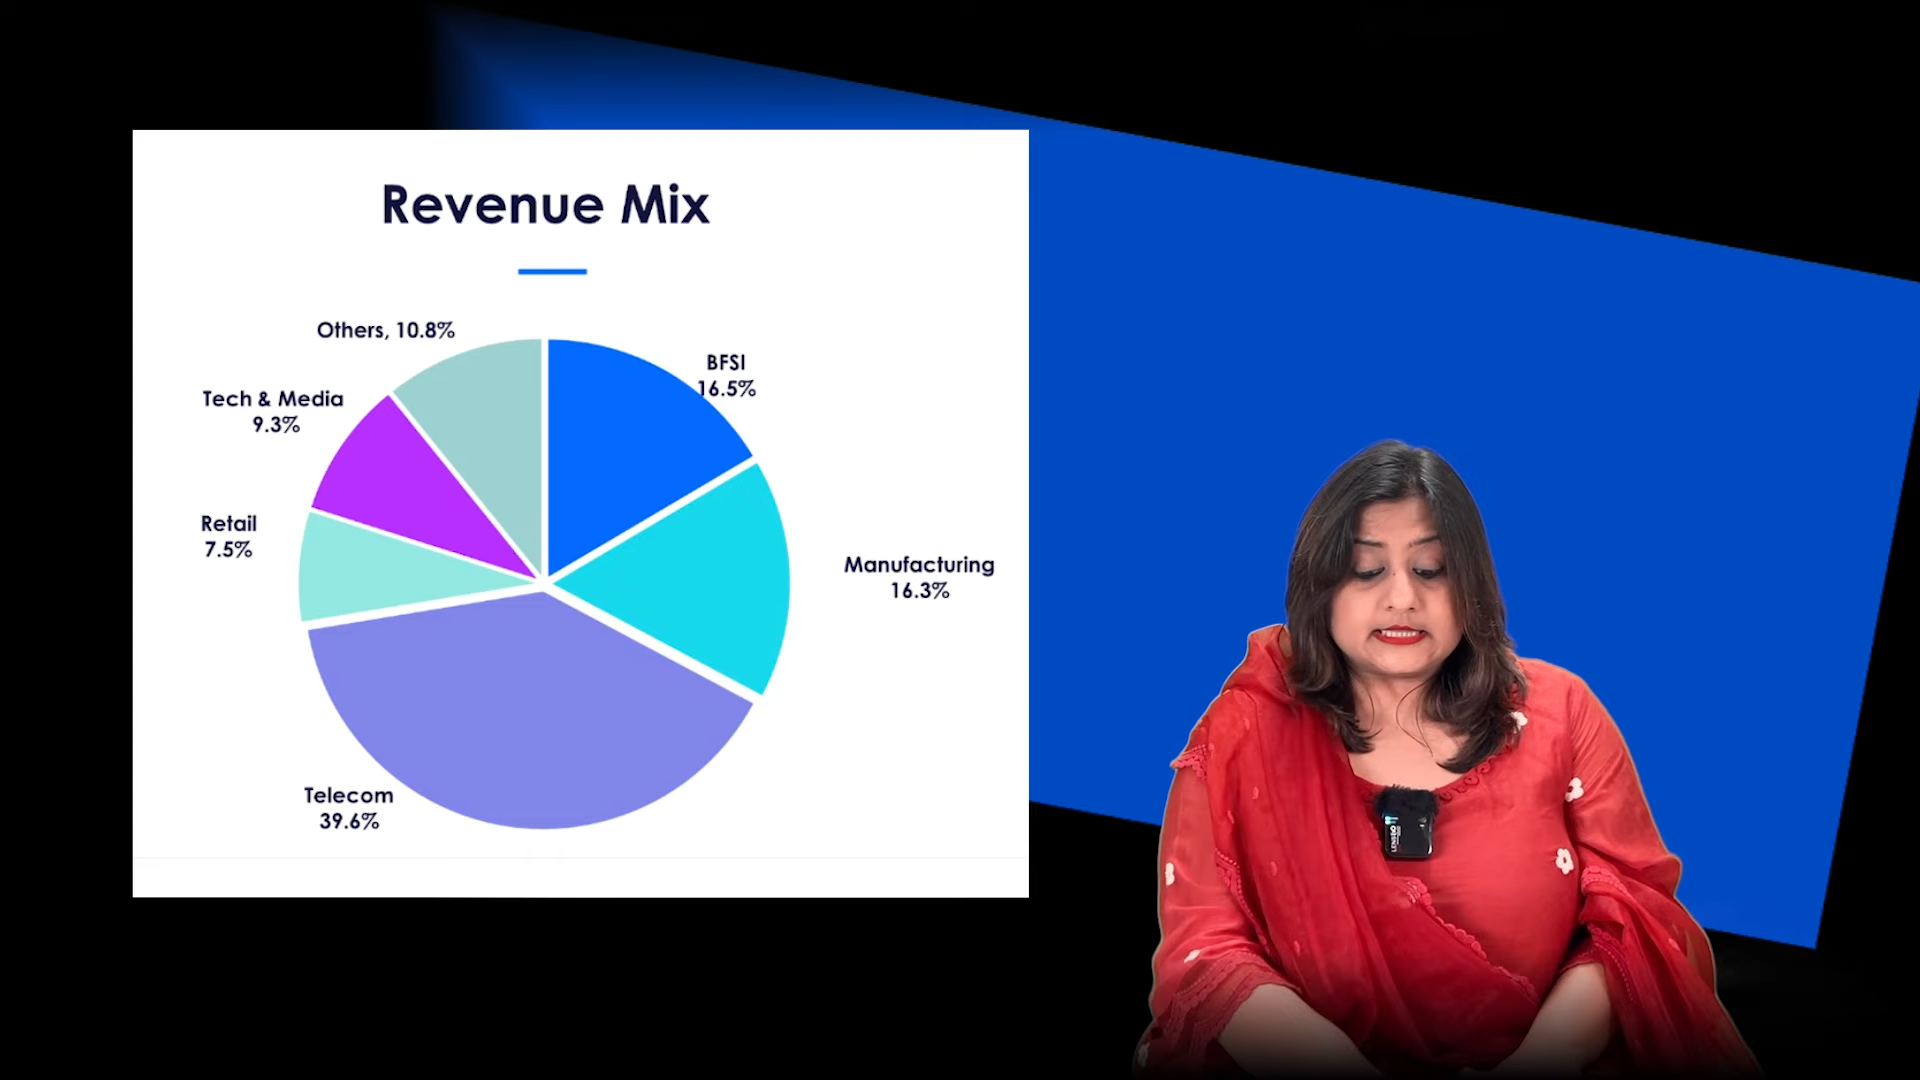 Revenue Mix
Others, 10.8%
BFSI
16.5%
Tech & Media
9.3%
Retail
7.5%
Manufacturing
16.3%
Telecom
39.6%